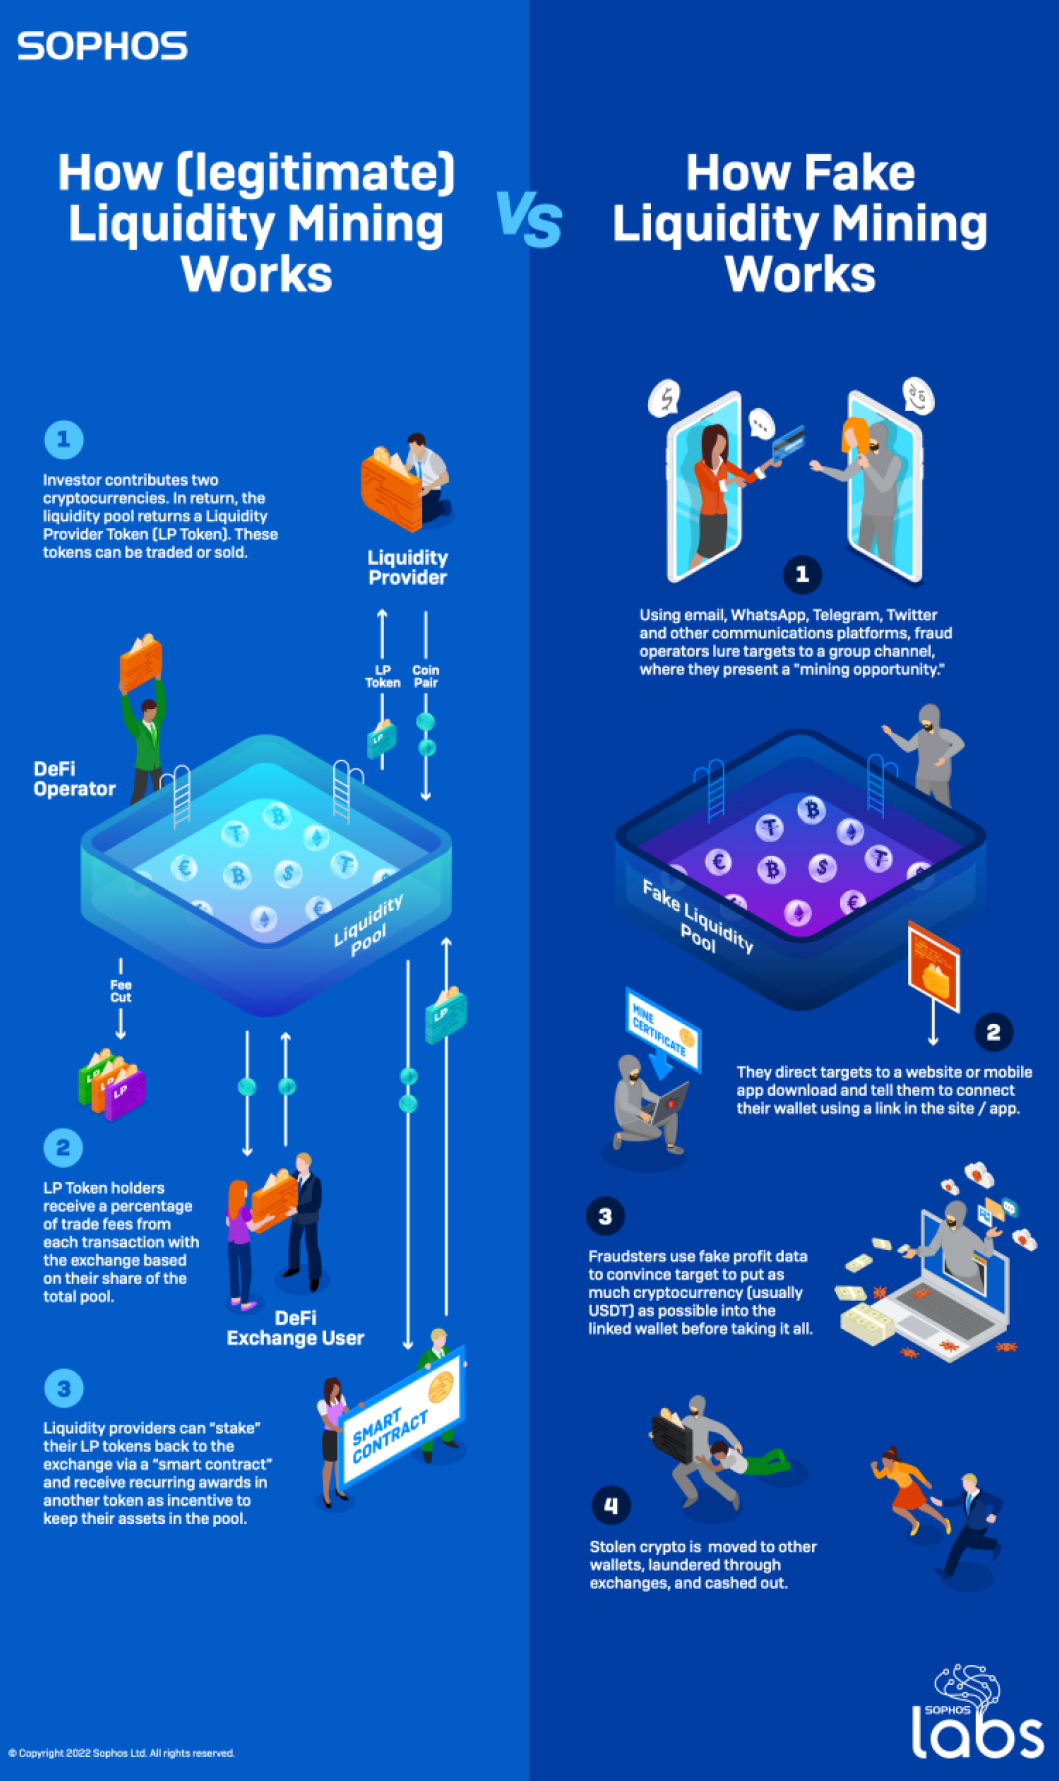 SOPHOS
How (legitimate)
Liquidity Mining
Works
VS
How Fake
Liquidity Mining
Works
1
Investor contributes two
cryptocurrencies. In return, the
liquidity pool returns a Liquidity
Provider Token (LP Token). These
tokens can be traded or sold.
Liquidity
Provider
LP
Token
Coin
Pair
LP
DeFi
Operator
Liquidity
Pool
Fee
Cut
LP
LP
LP
LP
2
LP Token holders
receive a percentage
of trade fees from
each transaction with
the exchange based
on their share of the
total pool.
DeFi
Exchange User
3
Liquidity providers can “stake”
their LP tokens back to the
exchange via a “smart contract”
and receive recurring awards in
another token as incentive to
keep their assets in the pool.
SMART
CONTRACT
1
Using email, WhatsApp, Telegram, Twitter
and other communications platforms, fraud
operators lure targets to a group channel,
where they present a "mining opportunity."
Fake Liquidity
Pool
MINE
CERTIFICATE
2
They direct targets to a website or mobile
app download and tell them to connect
their wallet using a link in the site / app.
3
Fraudsters use fake profit data
to convince target to put as
much cryptocurrency (usually
USDT) as possible into the
linked wallet before taking it all.
4
Stolen crypto is moved to other
wallets, laundered through
exchanges, and cashed out.
SOPHOS
labs
© Copyright 2022 Sophos Ltd. All rights reserved.